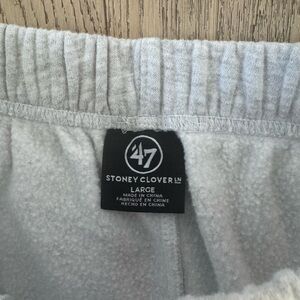 '47
STONEY CLOVER LN
LARGE
MADE IN CHINA
FABRIQUÉ EN CHINE
HECHO EN CHINA